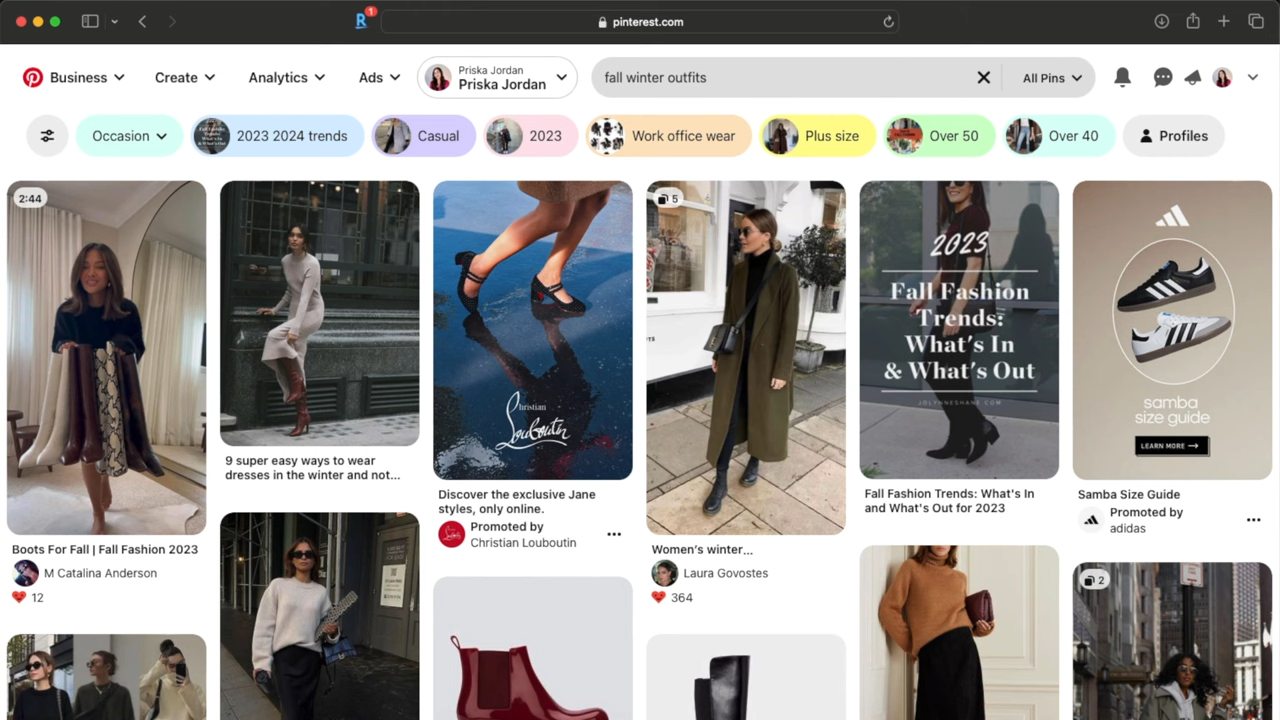 R 1
pinterest.com
Business
Create
Analytics
Ads
Priska Jordan
Priska Jordan
fall winter outfits
All Pins
Occasion
2023 2024 trends
Casual
2023
Work office wear
Plus size
Over 50
Over 40
Profiles
2:44
Boots For Fall | Fall Fashion 2023
M Catalina Anderson
12
9 super easy ways to wear
dresses in the winter and not...
Christian
Louboutin
Discover the exclusive Jane
styles, only online.
Promoted by
Christian Louboutin
5
Women's winter...
Laura Govostes
364
2023
Fall Fashion
Trends:
What's In
& What's Out
JOLYNNESHANE.COM
Fall Fashion Trends: What's In
and What's Out for 2023
samba
size guide
LEARN MORE
Samba Size Guide
Promoted by
adidas
2